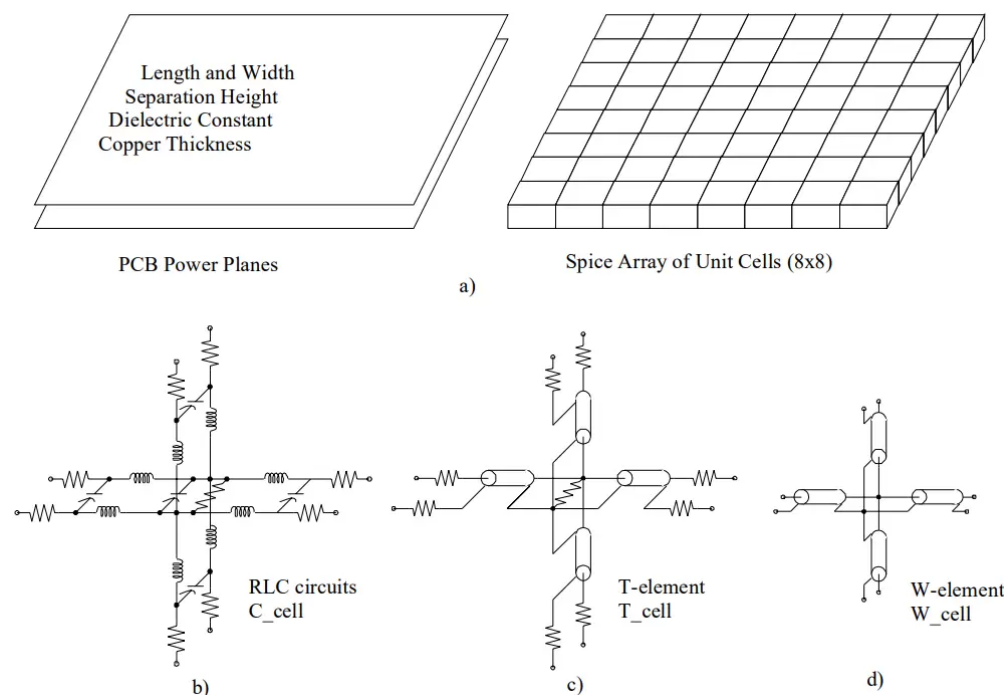 Length and Width
Separation Height
Dielectric Constant
Copper Thickness
PCB Power Planes
Spice Array of Unit Cells (8x8)
a)
RLC circuits
C_cell
b)
T-element
T_cell
c)
W-element
W_cell
d)